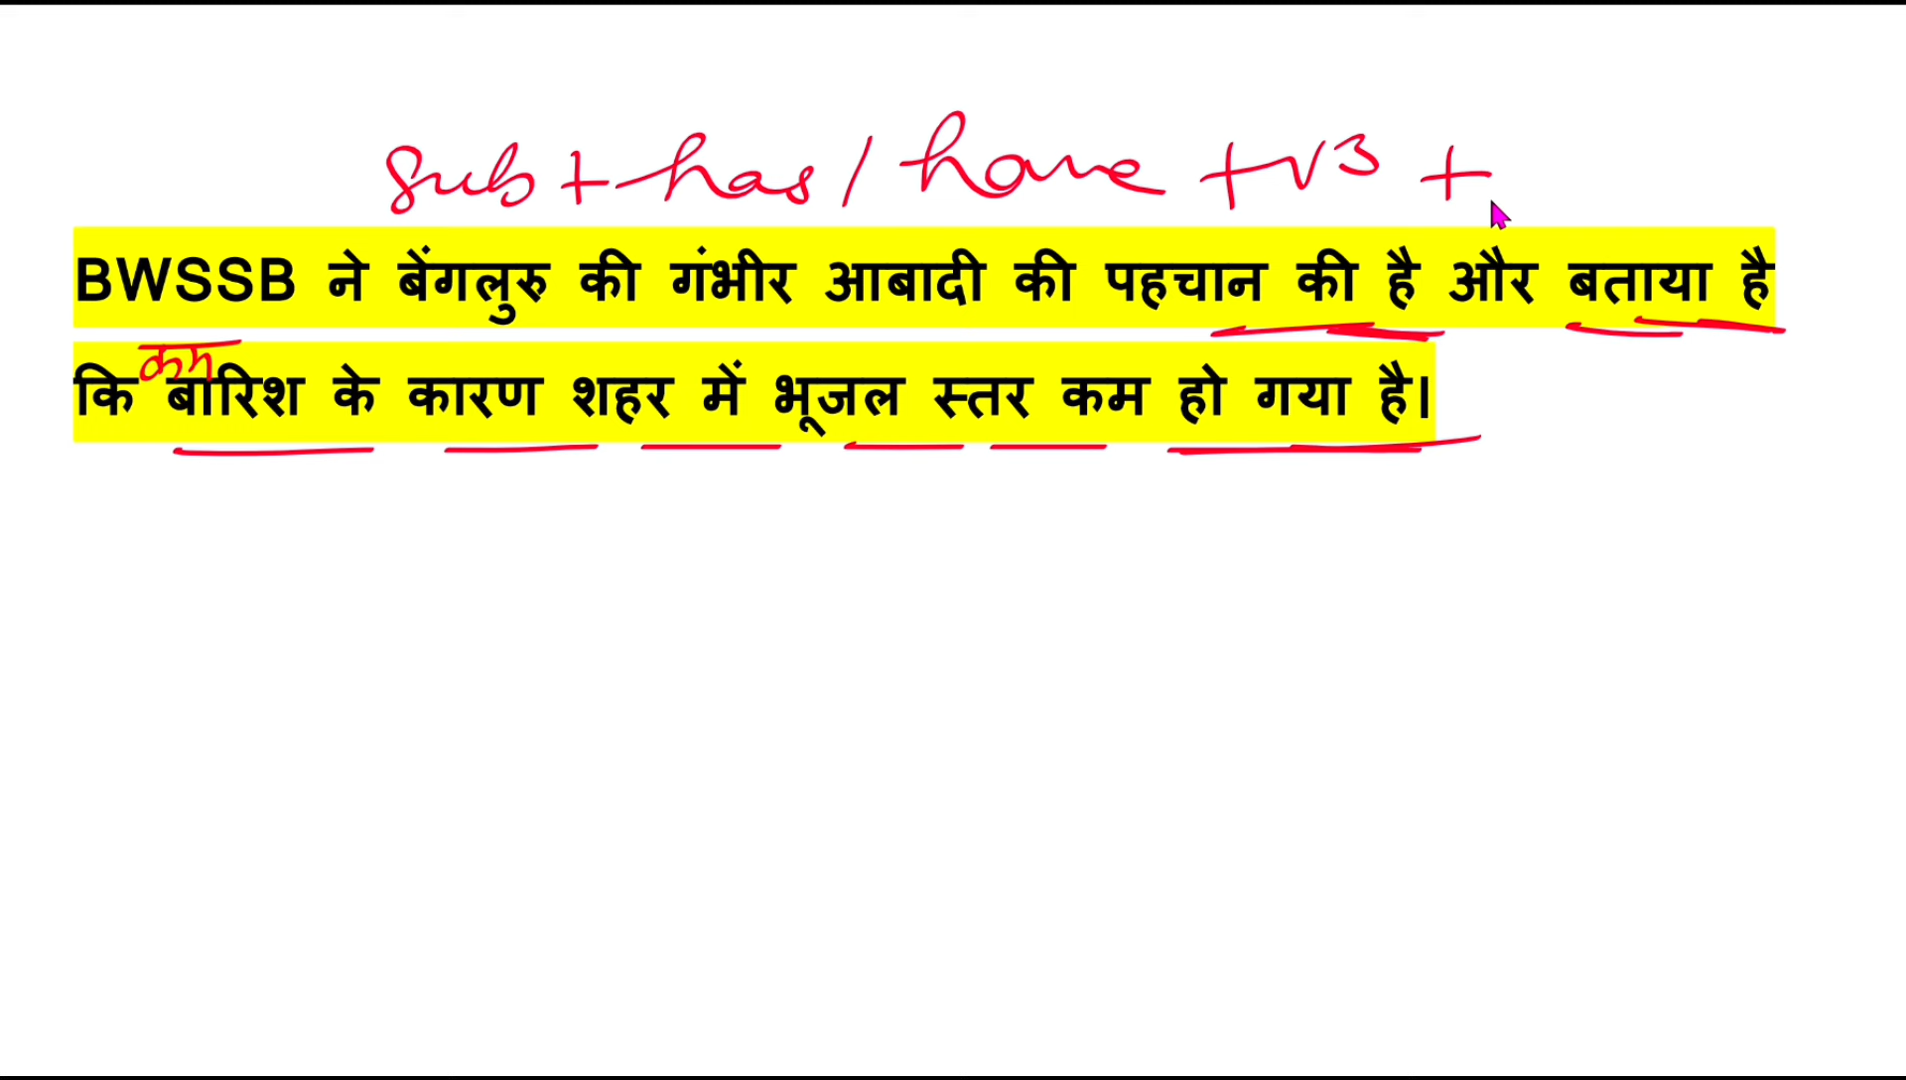 sub + has / have + v3 +
BWSSB ने बेंगलुरु की गंभीर आबादी की पहचान की है और बताया है
कम
कि बारिश के कारण शहर में भूजल स्तर कम हो गया है।